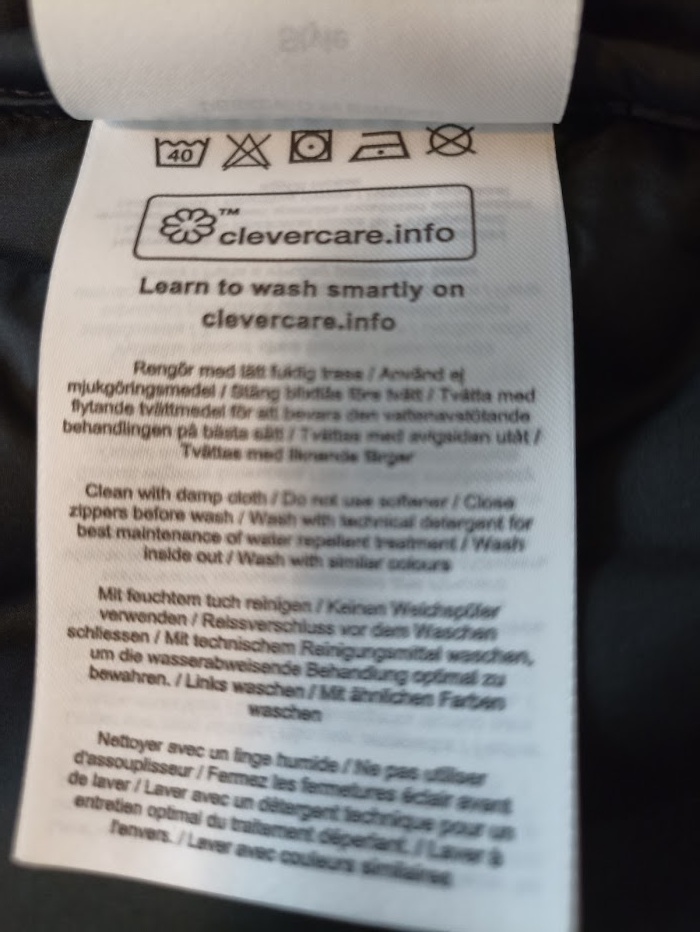 Style
40
™
clevercare.info
Learn to wash smartly on
clevercare.info
Rengör med lätt fuktig trasa / Använd ej
mjukgöringsmedel / Stäng blixtlås före tvätt / Tvätta med
flytande tvättmedel för att bevara den vattenavstötande
behandlingen på bästa sätt / Tvättas med avigsidan utåt /
Tvättas med liknande färger
Clean with damp cloth / Do not use softener / Close
zippers before wash / Wash with technical detergent for
best maintenance of water repellent treatment / Wash
inside out / Wash with similar colours
Mit feuchtem tuch reinigen / Keinen Weichspüler
verwenden / Reissverschluss vor dem Waschen
schliessen / Mit technischem Reinigungsmittel waschen,
um die wasserabweisende Behandlung optimal zu
bewahren. / Links waschen / Mit ähnlichen Farben
waschen
Nettoyer avec un linge humide / Ne pas utiliser
d'assouplisseur / Fermez les fermetures éclair avant
de laver / Laver avec un détergent technique pour un
entretien optimal du traitement déperlant. / Laver à
l'envers. / Laver avec couleurs similaires